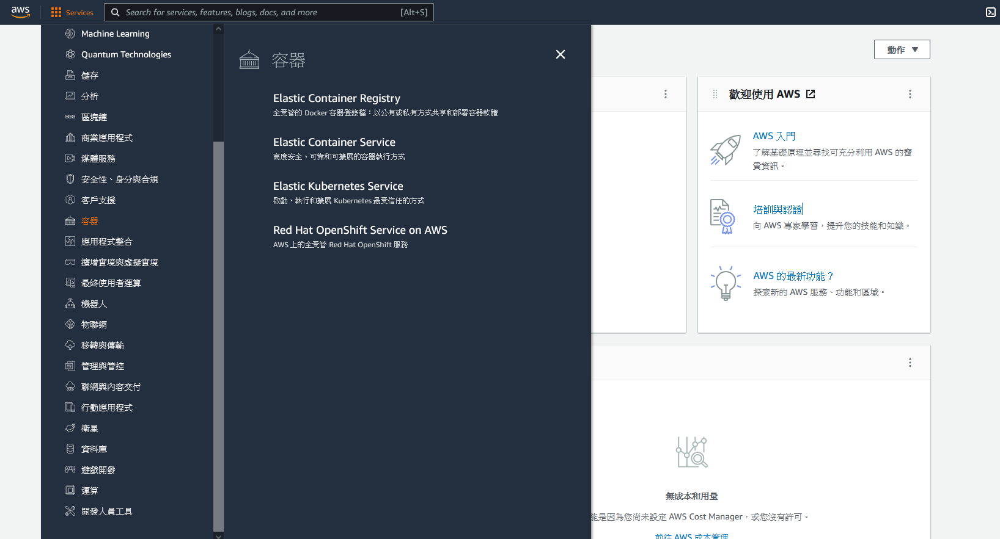 aws
Services
Search for services, features, blogs, docs, and more
[Alt+S]
Machine Learning
Quantum Technologies
儲存
分析
區塊鏈
商業應用程式
媒體服務
安全性、身分與合規
客戶支援
容器
應用程式整合
擴增實境與虛擬實境
最終使用者運算
機器人
物聯網
移轉與傳輸
管理與管控
聯網與內容交付
行動應用程式
衛星
資料庫
遊戲開發
運算
開發人員工具
容器
Elastic Container Registry
全受管的 Docker 容器登錄檔：以公有或私有方式共享和部署容器軟體
Elastic Container Service
高度安全、可靠和可擴展的容器執行方式
Elastic Kubernetes Service
啟動、執行和擴展 Kubernetes 最受信任的方式
Red Hat OpenShift Service on AWS
AWS 上的全受管 Red Hat OpenShift 服務
動作
歡迎使用 AWS
AWS 入門
了解基礎原理並尋找可充分利用 AWS 的寶
貴資訊。
培訓與認證
向 AWS 專家學習，提升您的技能和知識。
AWS 的最新功能？
探索新的 AWS 服務、功能和區域。
無成本和用量
能是因為您尚未設定 AWS Cost Manager，或您沒有許可。
前往 AWS 成本管理